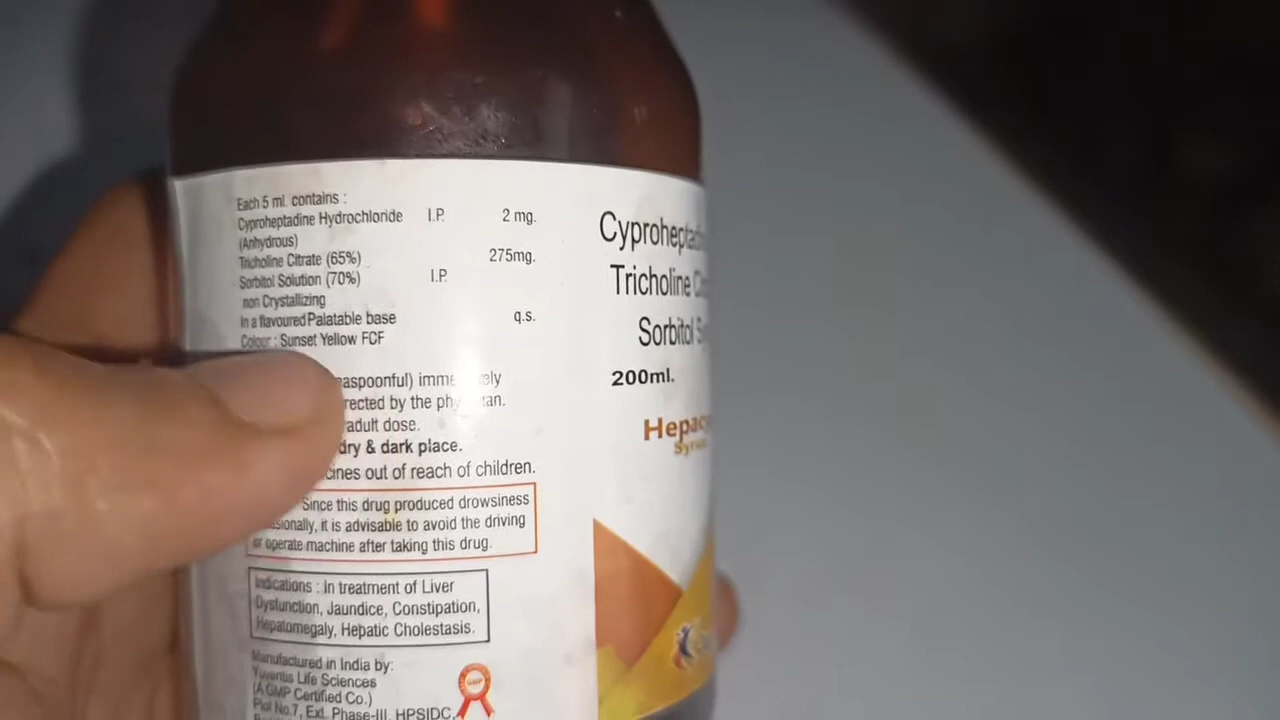 Each 5 ml. contains :
Cyproheptadine Hydrochloride I.P. 2 mg.
(Anhydrous)
Tricholine Citrate (65%) 275mg.
Sorbitol Solution (70%) I.P.
non Crystallizing
In a flavoured Palatable base q.s.
Colour : Sunset Yellow FCF
by the
adult dose.
dry & dark place.
out of reach of children.
Since this drug produced drowsiness
it is advisable to avoid the driving
or operate machine after taking this drug.
Indications : In treatment of Liver
Dysfunction, Jaundice, Constipation,
Hepatomegaly, Hepatic Cholestasis.
Manufactured in India by:
Life Sciences
(A GMP Certified Co.)
Plot No.7, Ext. Phase-III, HPSIDC,
GMP
Tricholine
200ml.